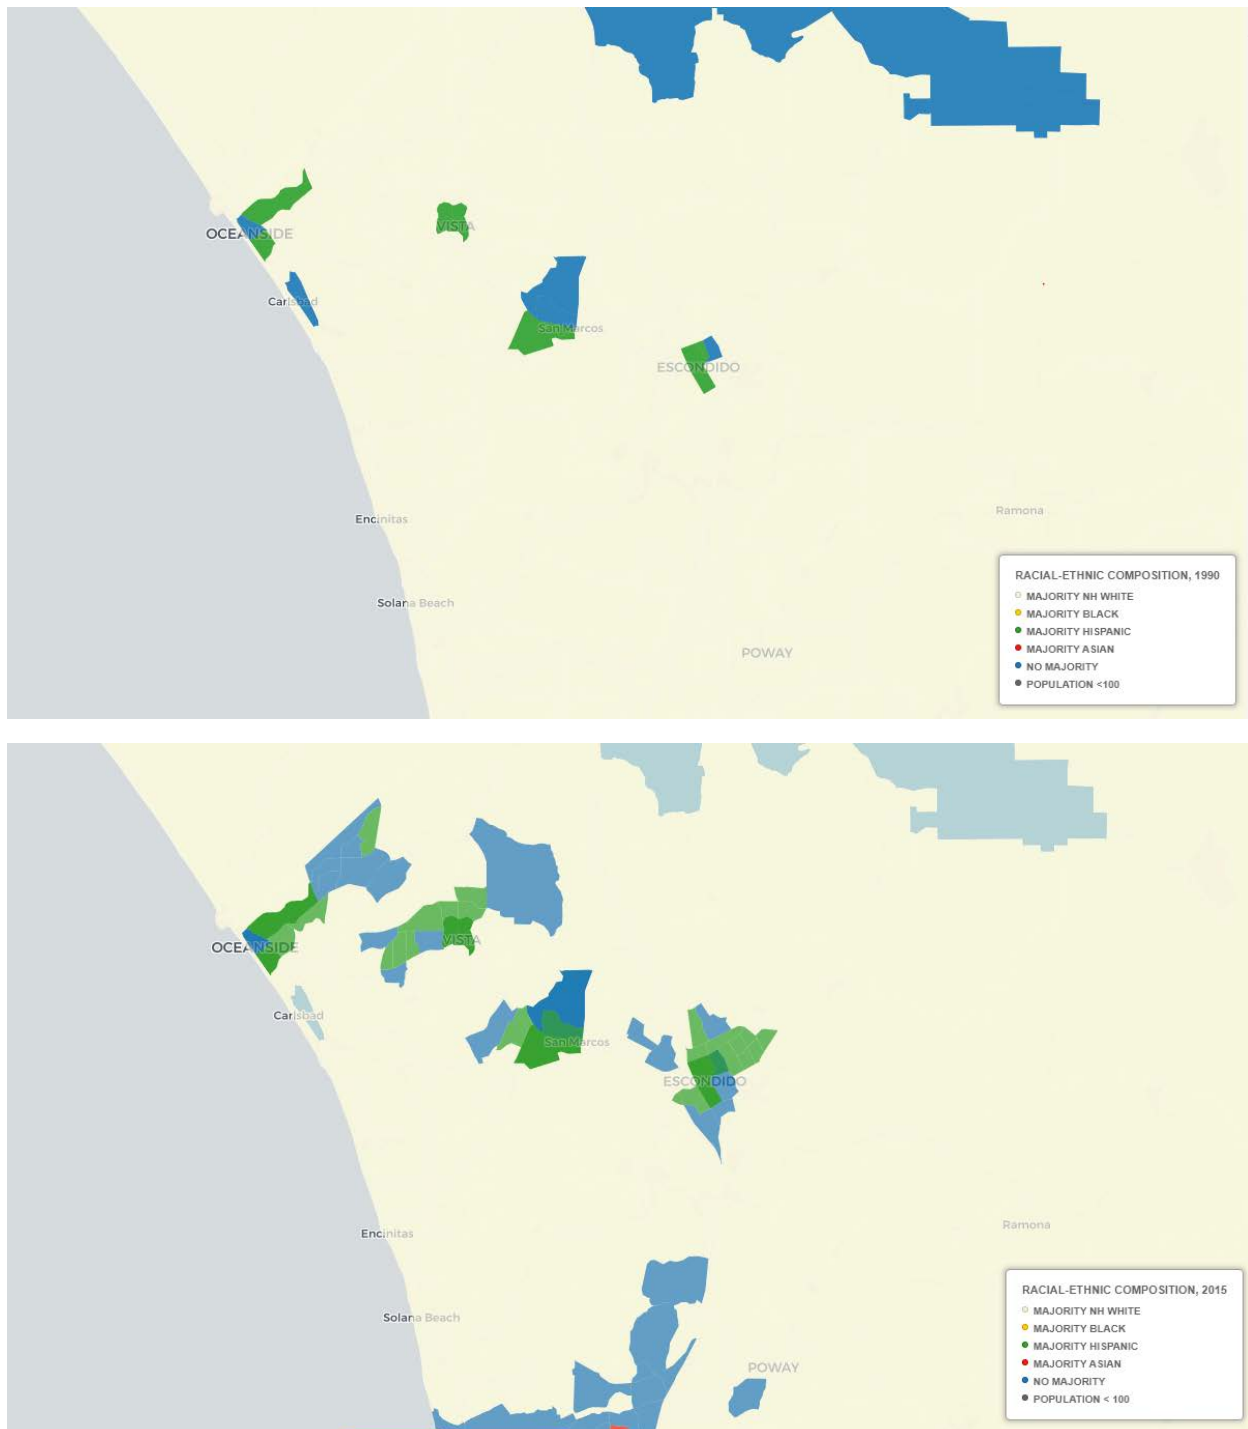 OCEANSIDE
VISTA
Carlsbad
San Marcos
ESCONDIDO
Encinitas
Ramona
Solana Beach
POWAY
RACIAL-ETHNIC COMPOSITION, 1990
MAJORITY NH WHITE
MAJORITY BLACK
MAJORITY HISPANIC
MAJORITY ASIAN
NO MAJORITY
POPULATION <100
OCEANSIDE
VISTA
Carlsbad
San Marcos
ESCONDIDO
Encinitas
Ramona
Solana Beach
POWAY
RACIAL-ETHNIC COMPOSITION, 2015
MAJORITY NH WHITE
MAJORITY BLACK
MAJORITY HISPANIC
MAJORITY ASIAN
NO MAJORITY
POPULATION < 100